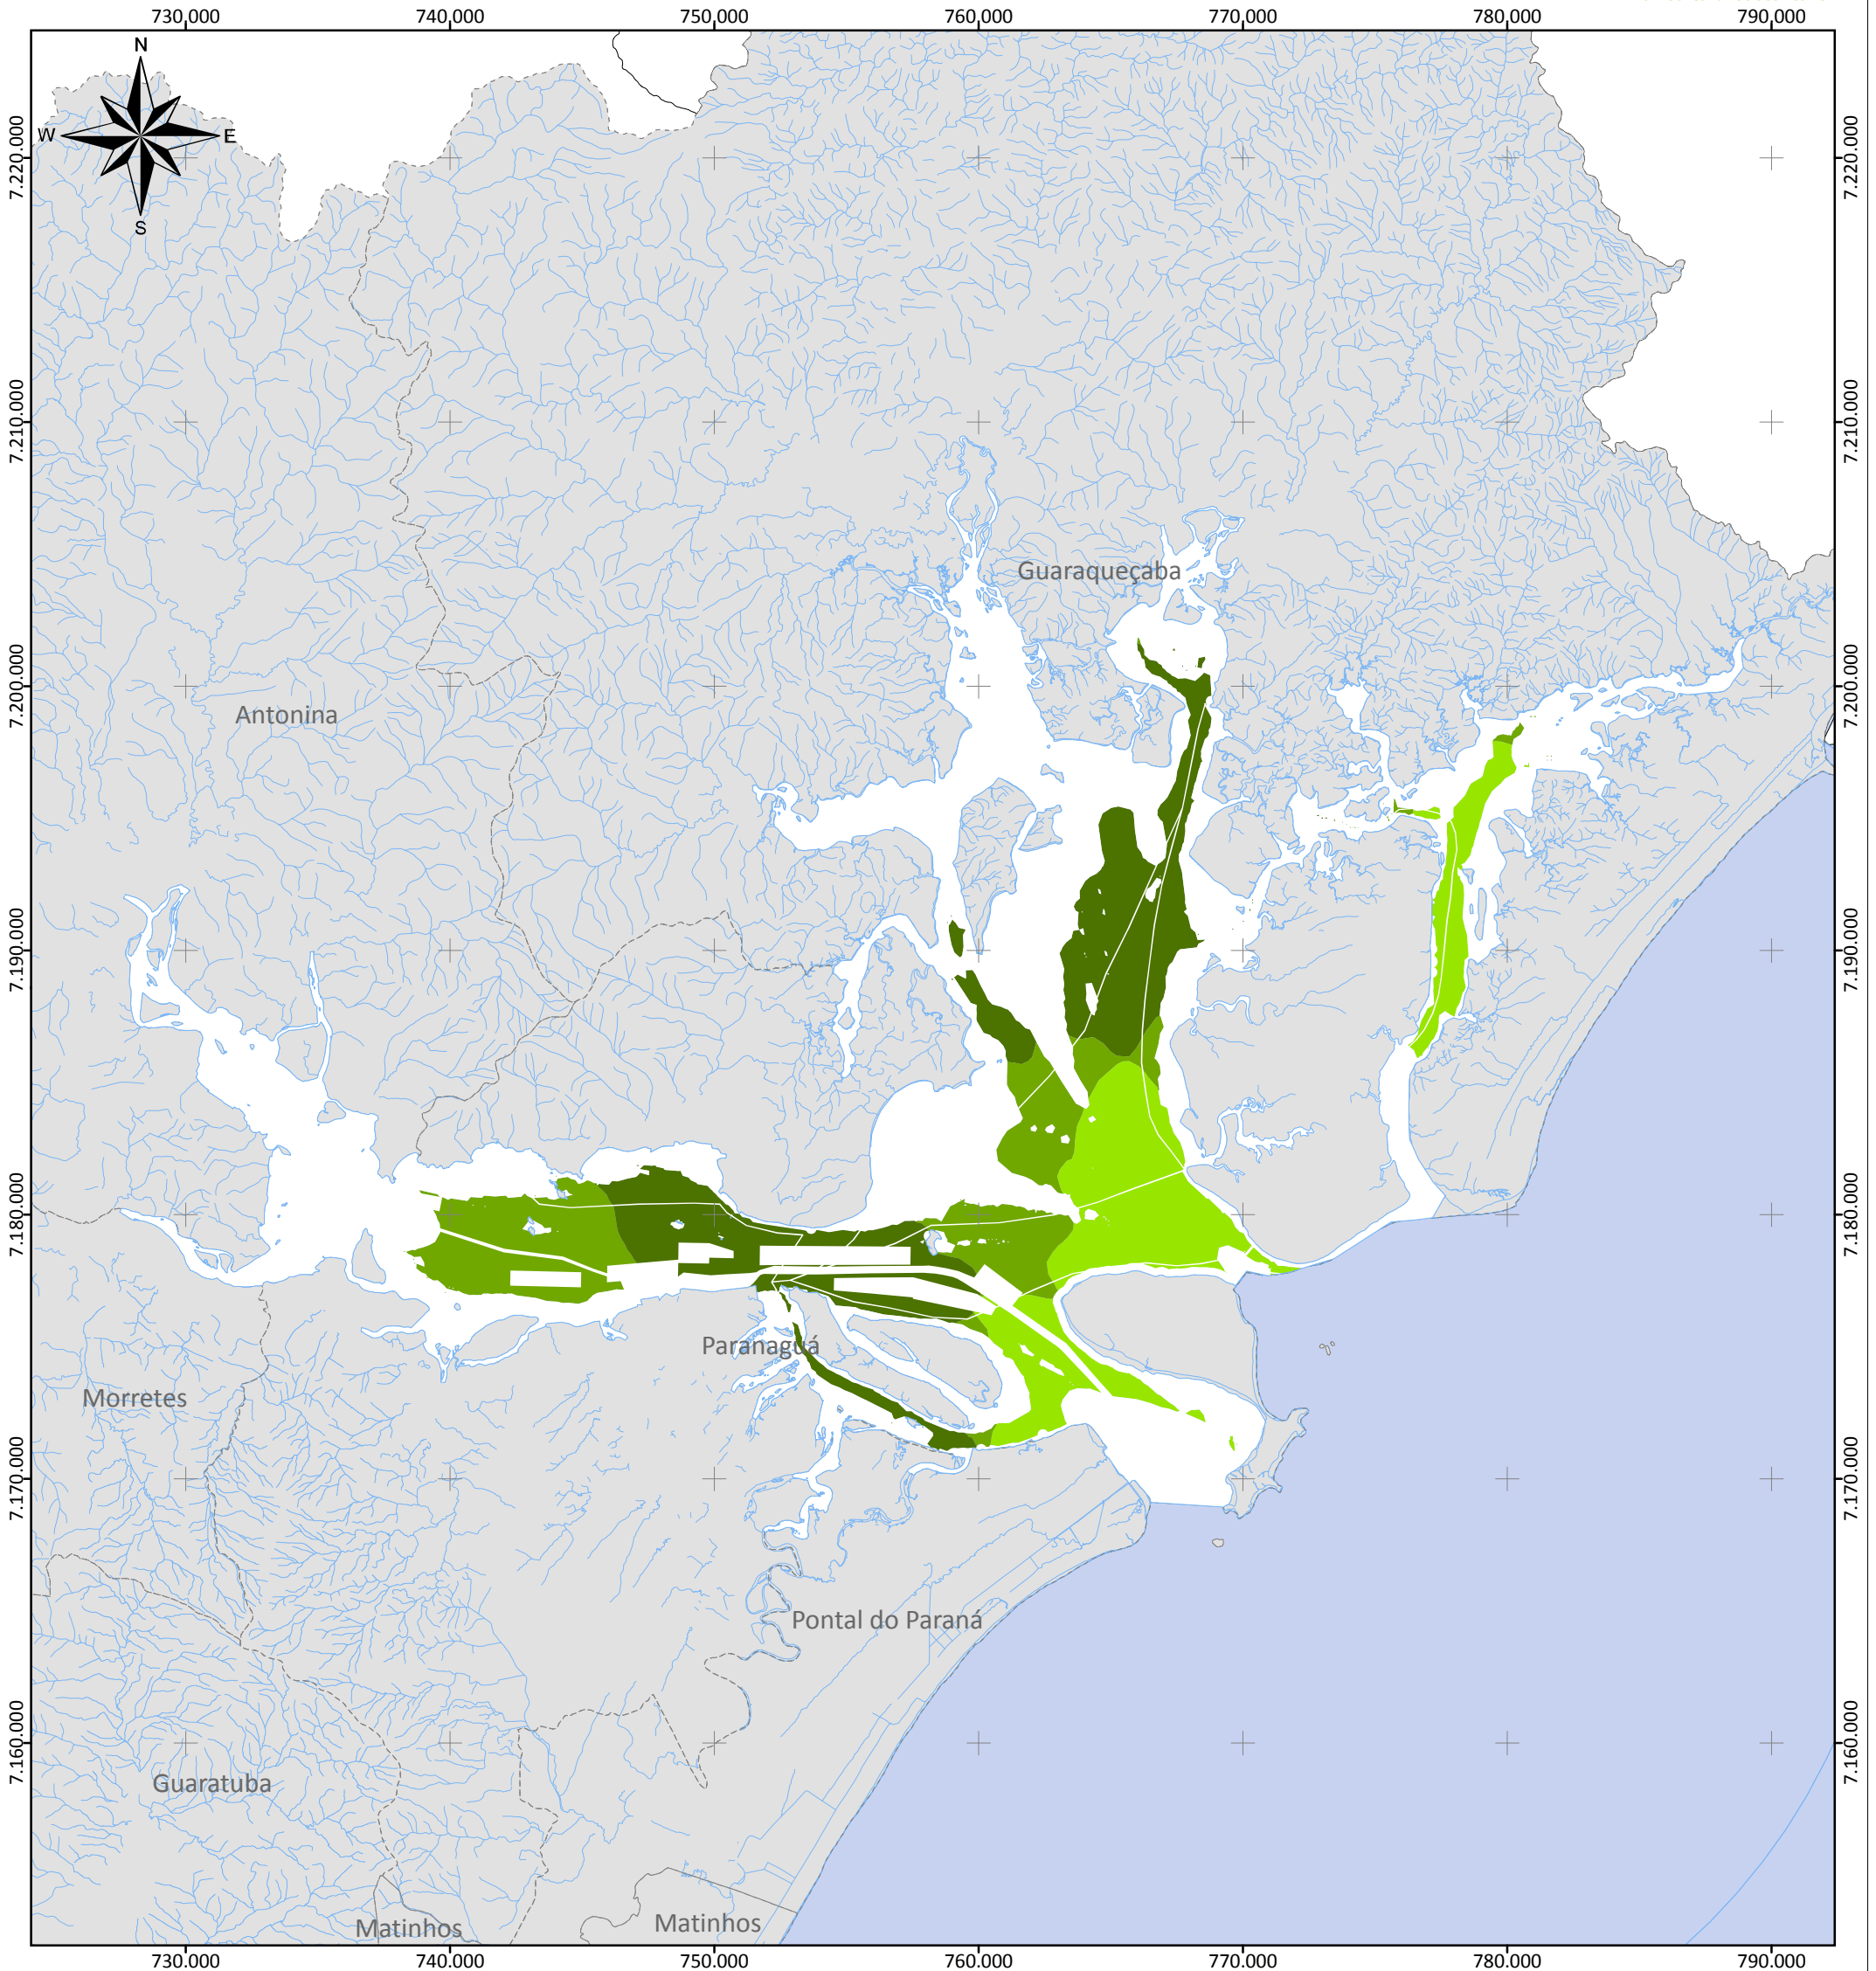 730.000 740.000 750.000 760.000 770.000 780.000 790.000
N
W E
S
7.220.000 7.220.000
7.210.000 7.210.000
Guaraqueçaba
7.200.000 7.200.000
Antonina
7.190.000 7.190.000
7.180.000 7.180.000
Paranaguá
Morretes
7.170.000 7.170.000
Pontal do Paraná
7.160.000 7.160.000
Guaratuba
Matinhos Matinhos
730.000 740.000 750.000 760.000 770.000 780.000 790.000